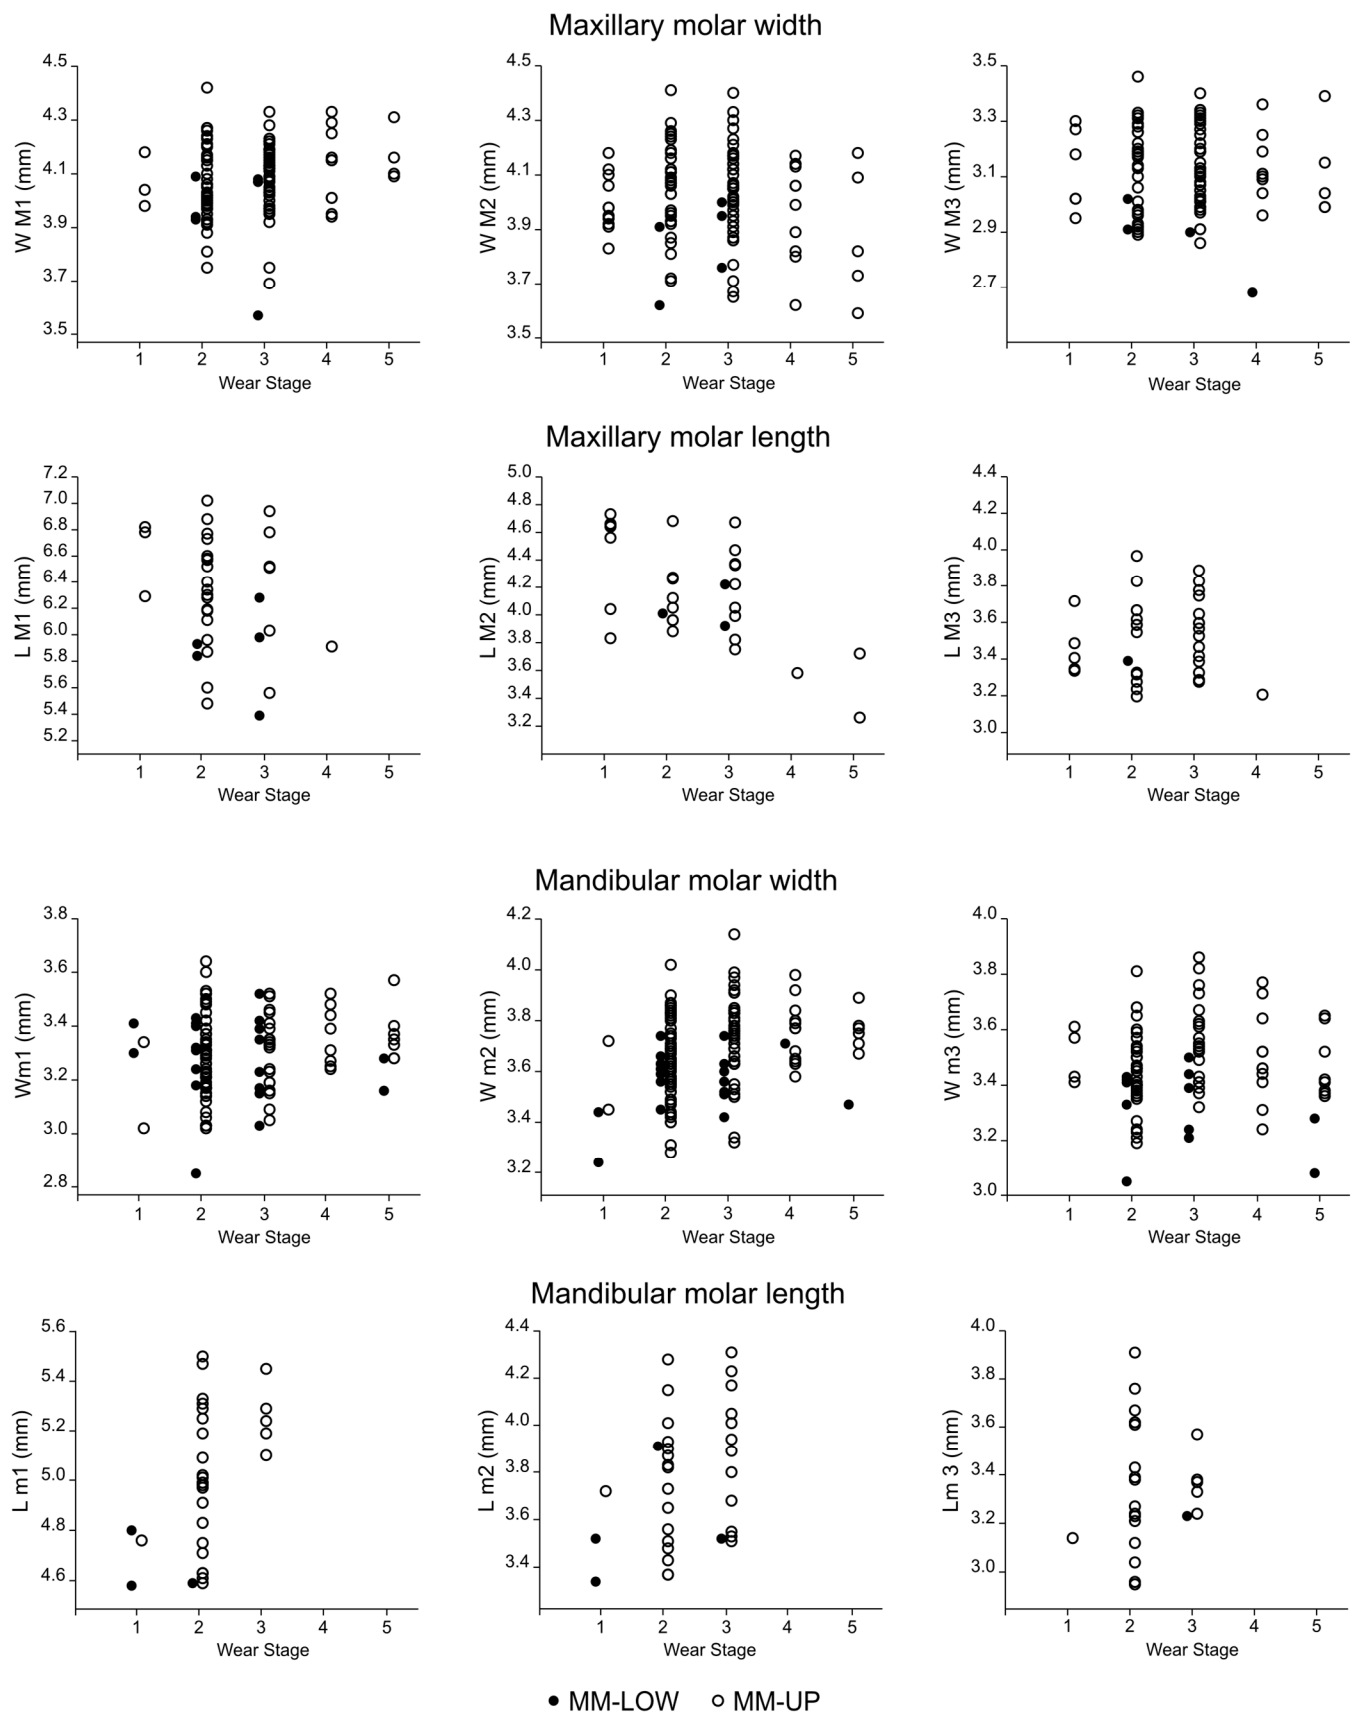 Maxillary molar width
W M1 (mm)
4.5
4.3
4.1
3.9
3.7
3.5
1 2 3 4 5
Wear Stage
W M2 (mm)
4.5
4.3
4.1
3.9
3.7
3.5
1 2 3 4 5
Wear Stage
W M3 (mm)
3.5
3.3
3.1
2.9
2.7
1 2 3 4 5
Wear Stage
Maxillary molar length
L M1 (mm)
7.2
7.0
6.8
6.6
6.4
6.2
6.0
5.8
5.6
5.4
5.2
1 2 3 4 5
Wear Stage
L M2 (mm)
5.0
4.8
4.6
4.4
4.2
4.0
3.8
3.6
3.4
3.2
1 2 3 4 5
Wear Stage
L M3 (mm)
4.4
4.2
4.0
3.8
3.6
3.4
3.2
3.0
1 2 3 4 5
Wear Stage
Mandibular molar width
Wm1 (mm)
3.8
3.6
3.4
3.2
3.0
2.8
1 2 3 4 5
Wear Stage
W m2 (mm)
4.2
4.0
3.8
3.6
3.4
3.2
1 2 3 4 5
Wear Stage
W m3 (mm)
4.0
3.8
3.6
3.4
3.2
3.0
1 2 3 4 5
Wear Stage
Mandibular molar length
L m1 (mm)
5.6
5.4
5.2
5.0
4.8
4.6
1 2 3 4 5
Wear Stage
L m2 (mm)
4.4
4.2
4.0
3.8
3.6
3.4
1 2 3 4 5
Wear Stage
Lm 3 (mm)
4.0
3.8
3.6
3.4
3.2
3.0
1 2 3 4 5
Wear Stage
MM-LOW MM-UP